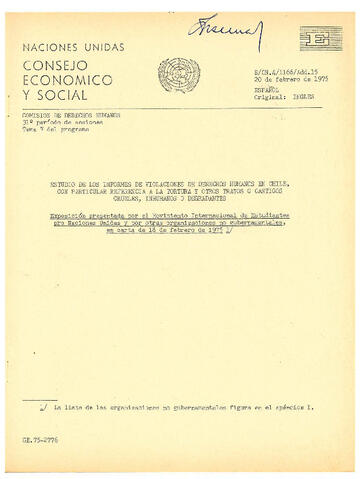 NACIONES UNIDAS
CONSEJO
ECONOMICO
Y SOCIAL
E
E/CN.4/1166/Add.15
20 de febrero de 1975
ESPAÑOL
Original: INGLES
COMISION DE DERECHOS HUMANOS
31º período de sesiones
Tema 7 del programa
ESTUDIO DE LOS INFORMES DE VIOLACIONES DE DERECHOS HUMANOS EN CHILE,
CON PARTICULAR REFERENCIA A LA TORTURA Y OTROS TRATOS O CASTIGOS
CRUELES, INHUMANOS O DEGRADANTES
Exposición presentada por el Movimiento Internacional de Estudiantes
pro Naciones Unidas y por otras organizaciones no gubernamentales,
en carta de 18 de febrero de 1975 1/
1/ La lista de las organizaciones no gubernamentales figura en el apéndice I.
GE.75-2776